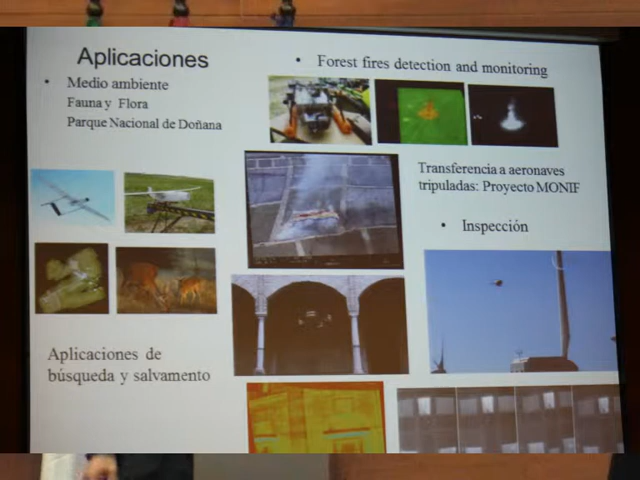 Aplicaciones
• Medio ambiente
Fauna y Flora
Parque Nacional de Doñana
• Forest fires detection and monitoring
Transferencia a aeronaves
tripuladas: Proyecto MONIF
• Inspección
Aplicaciones de
búsqueda y salvamento